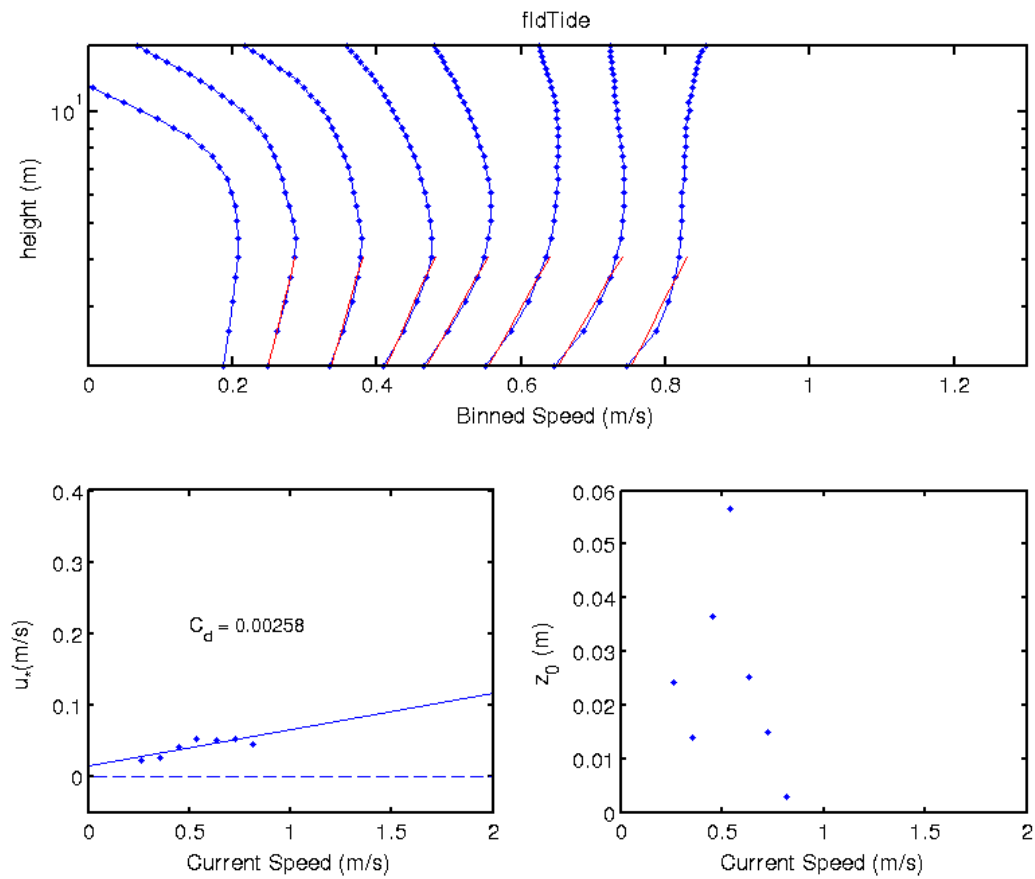 fldTide
10^1
height (m)
0 0.2 0.4 0.6 0.8 1 1.2
Binned Speed (m/s)
0.4
0.3
0.2
0.1
0
u_*(m/s)
C_d = 0.00258
0 0.5 1 1.5 2
Current Speed (m/s)
0.06
0.05
0.04
0.03
0.02
0.01
0
z_0 (m)
0 0.5 1 1.5 2
Current Speed (m/s)